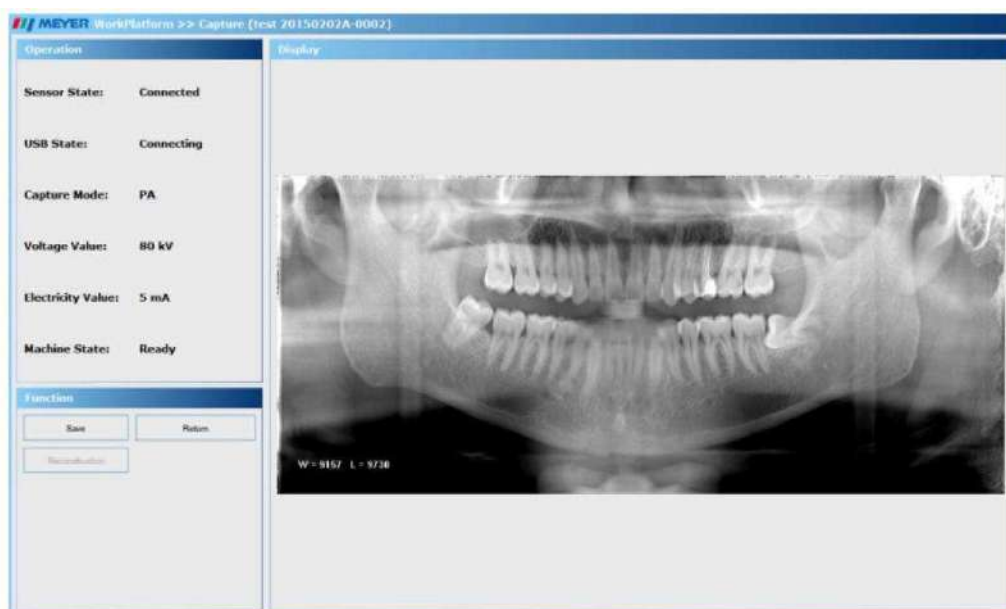 MEYER WorkPlatform >> Capture (test 20150202A-0002)
Operation
Sensor State: Connected
USB State: Connecting
Capture Mode: PA
Voltage Value: 80 kV
Electricity Value: 5 mA
Machine State: Ready
Function
Save Return
Reconstruction
Display
W = 9157 L = 9730